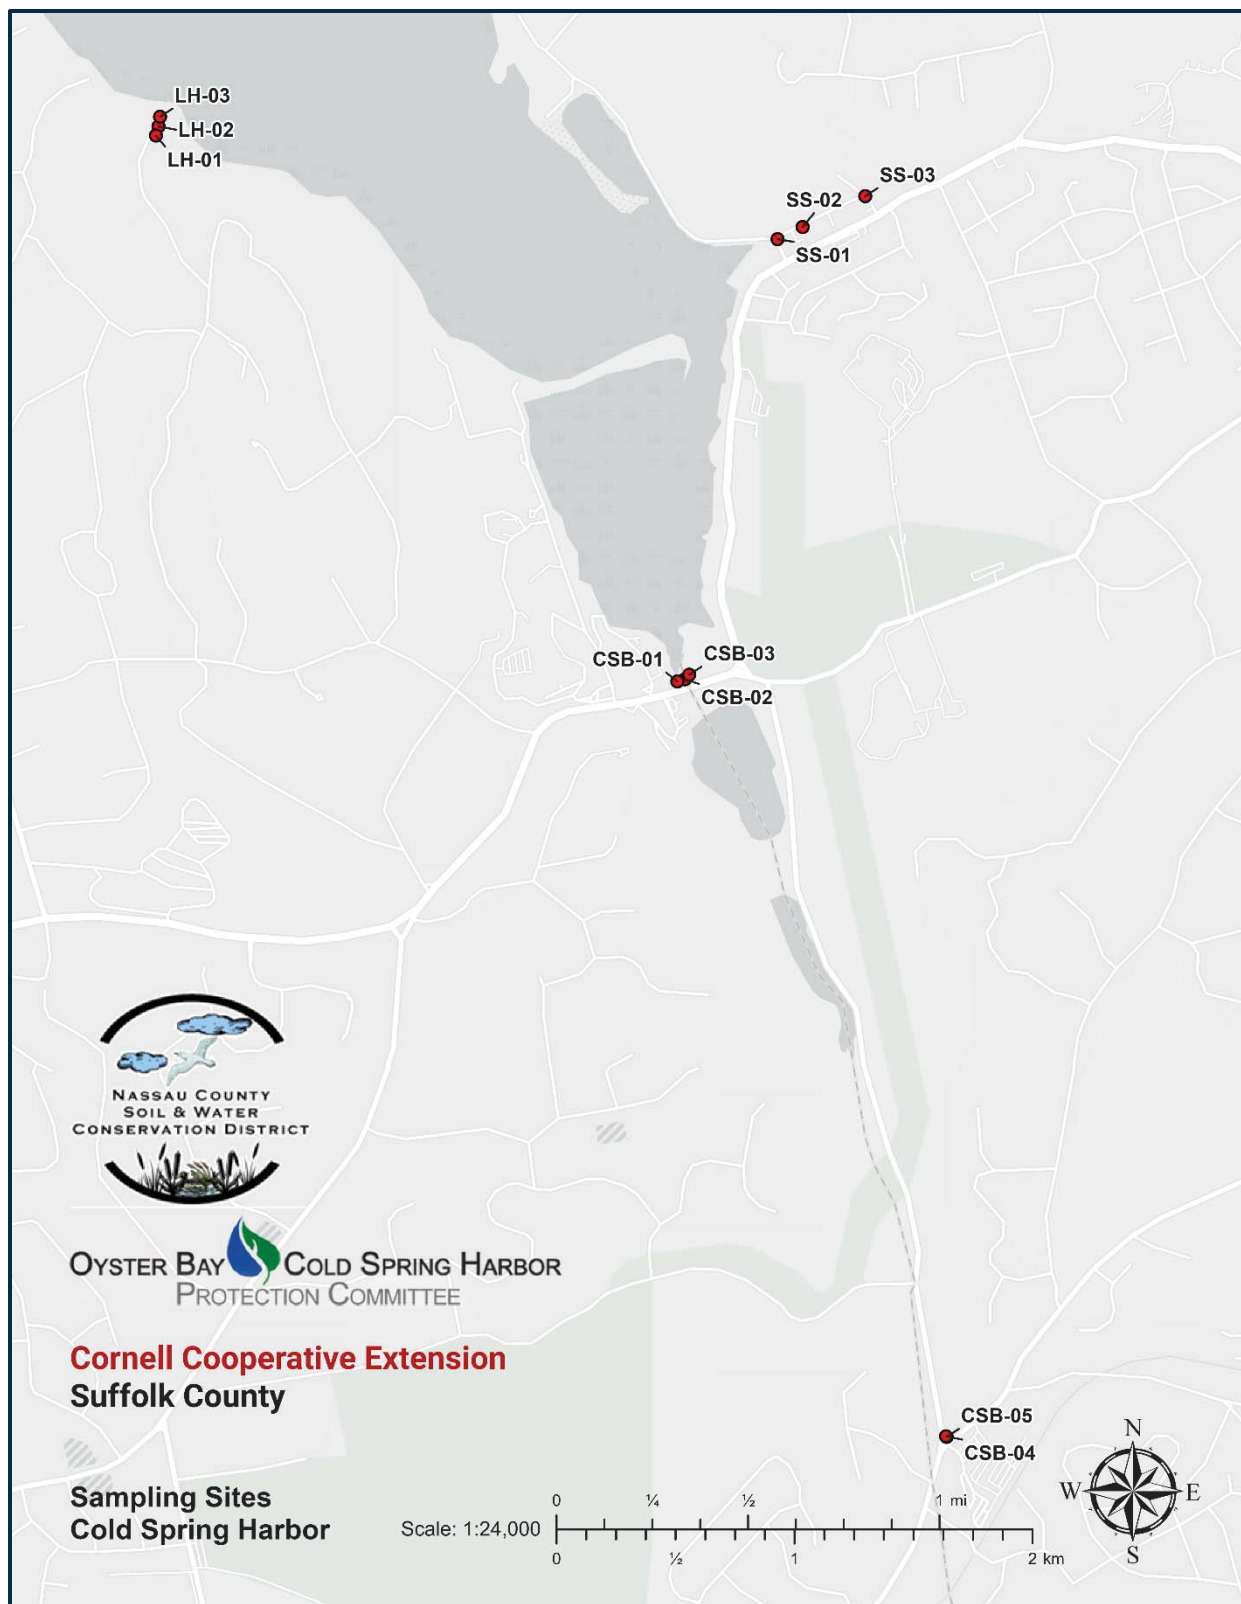 LH-03
LH-02
LH-01
SS-03
SS-02
SS-01
CSB-01
CSB-03
CSB-02
NASSAU COUNTY
SOIL & WATER
CONSERVATION DISTRICT
OYSTER BAY COLD SPRING HARBOR
PROTECTION COMMITTEE
Cornell Cooperative Extension
Suffolk County
CSB-05
CSB-04
Sampling Sites
Cold Spring Harbor
Scale: 1:24,000
0 ¼ ½ 1 mi
0 ½ 1 2 km
N
W E
S